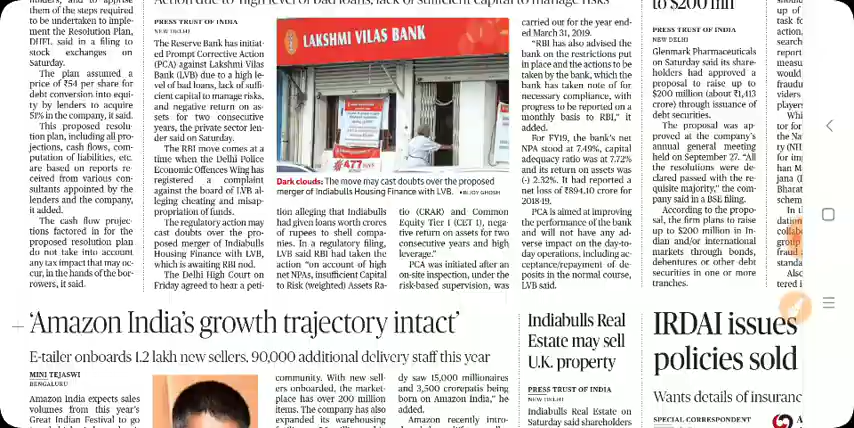 them of the steps required
to be undertaken to imple-
ment the Resolution Plan,
DHFL said in a filing to
stock exchanges on
Saturday.
The plan assumed a
price of ₹54 per share for
debt conversion into equi-
ty by lenders to acquire
51% in the company, it said.
This proposed resolu-
tion plan, including all pro-
jections, cash flows, com-
putation of liabilities, etc.
are based on reports re-
ceived from various con-
sultants appointed by the
lenders and the company,
it added.
The cash flow projec-
tions factored in for the
proposed resolution plan
do not take into account
any tax impact that may oc-
cur, in the hands of the bor-
rowers, it said.
PRESS TRUST OF INDIA
NEW DELHI
The Reserve Bank has initiat-
ed Prompt Corrective Action
(PCA) against Lakshmi Vilas
Bank (LVB) due to a high le-
vel of bad loans, lack of suffi-
cient capital to manage risks,
and negative return on as-
sets for two consecutive
years, the private sector len-
der said on Saturday.
The RBI move comes at a
time when the Delhi Police
Economic Offences Wing has
registered a complaint
against the board of LVB al-
leging cheating and misap-
propriation of funds.
The regulatory action may
cast doubts over the pro-
posed merger of Indiabulls
Housing Finance with LVB,
which is awaiting RBI nod.
The Delhi High Court on
Friday agreed to hear a peti-
LAKSHMI VILAS BANK
477
Dark clouds: The move may cast doubts over the proposed
merger of Indiabulls Housing Finance with LVB. •BIJOY GHOSH
tion alleging that Indiabulls
had given loans worth crores
of rupees to shell compa-
nies. In a regulatory filing,
LVB said RBI had taken the
action "on account of high
net NPAs, insufficient Capital
to Risk (weighted) Assets Ra-
tio (CRAR) and Common
Equity Tier 1 (CET 1), nega-
tive return on assets for two
consecutive years and high
leverage."
PCA was initiated after an
on-site inspection, under the
risk-based supervision, was
carried out for the year end-
ed March 31, 2019.
"RBI has also advised the
bank on the restrictions put
in place and the actions to be
taken by the bank, which the
bank has taken note of for
necessary compliance, with
progress to be reported on a
monthly basis to RBI," it
added.
For FY19, the bank's net
NPA stood at 7.49%, capital
adequacy ratio was at 7.72%
and its return on assets was
(-) 2.32%. It had reported a
net loss of ₹894.10 crore for
2018-19.
PCA is aimed at improving
the performance of the bank
and will not have any ad-
verse impact on the day-to-
day operations, including ac-
ceptance/repayment of de-
posits in the normal course,
LVB said.
to $200 mn
PRESS TRUST OF INDIA
NEW DELHI
Glenmark Pharmaceuticals
on Saturday said its share-
holders had approved a
proposal to raise up to
$200 million (about ₹1,413
crore) through issuance of
debt securities.
The proposal was ap-
proved at the company's
annual general meeting
held on September 27. "All
the resolutions were de-
clared passed with the re-
quisite majority," the com-
pany said in a BSE filing.
According to the propo-
sal, the firm plans to raise
up to $200 million in In-
dian and/or international
markets through bonds,
debentures or other debt
securities in one or more
tranches.
'Amazon India's growth trajectory intact'
E-tailer onboards 1.2 lakh new sellers, 90,000 additional delivery staff this year
MINI TEJASWI
BENGALURU
Amazon India expects sales
volumes from this year's
Great Indian Festival to go
community. With new sell-
ers onboarded, the market-
place has over 200 million
items. The company has also
expanded its warehousing
dy saw 15,000 millionaires
and 3,500 crorepatis being
born on Amazon India," he
added.
Amazon recently intro-
Indiabulls Real
Estate may sell
U.K. property
PRESS TRUST OF INDIA
NEW DELHI
Indiabulls Real Estate on
Saturday said shareholders
IRDAI issues
policies sold
Wants details of insuranc
SPECIAL CORRESPONDENT